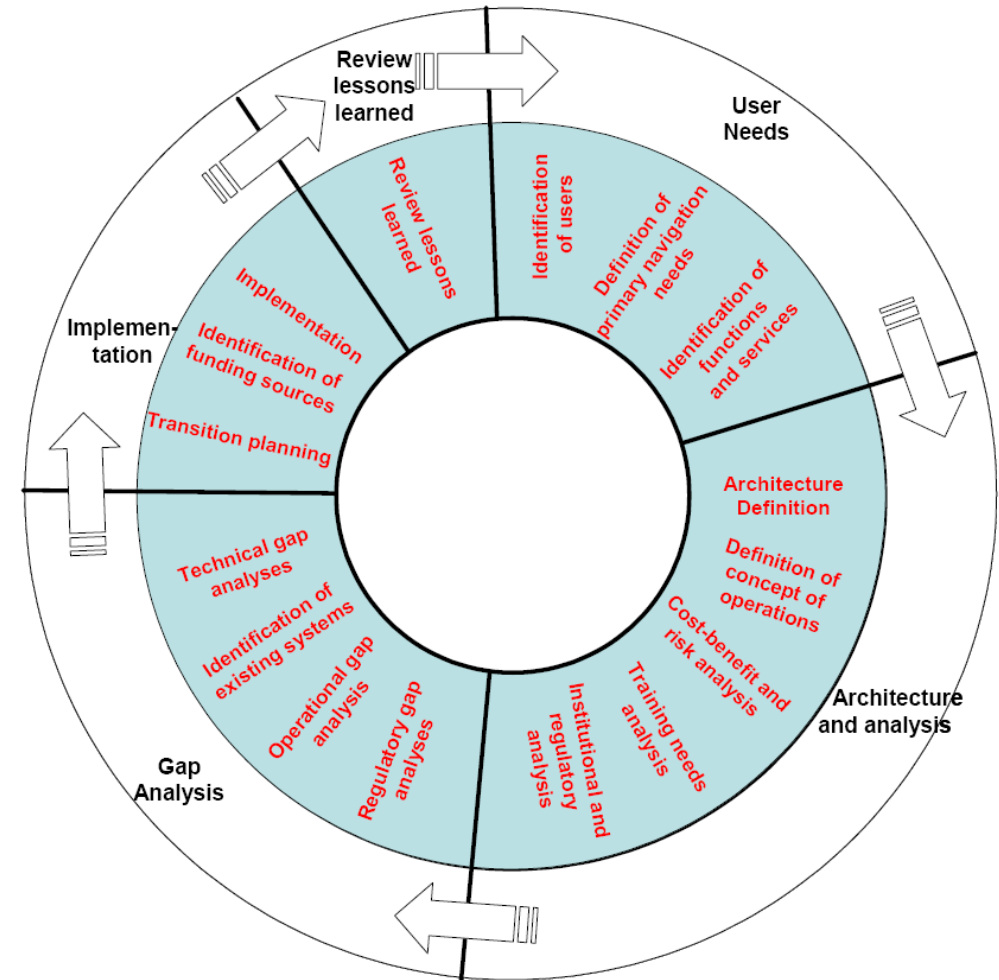 Review
lessons
learned
User
Needs
Review lessons
learned
Identification
of users
Definition of
primary navigation
needs
Identification of
functions
and services
Implemen-
tation
Implementation
Identification of
funding sources
Transition planning
Architecture
Definition
Definition of
concept of
operations
Cost-benefit and
risk analysis
Training needs
analysis
Institutional and
regulatory
analysis
Architecture
and analysis
Technical gap
analyses
Identification of
existing systems
Operational gap
analysis
Regulatory gap
analyses
Gap
Analysis